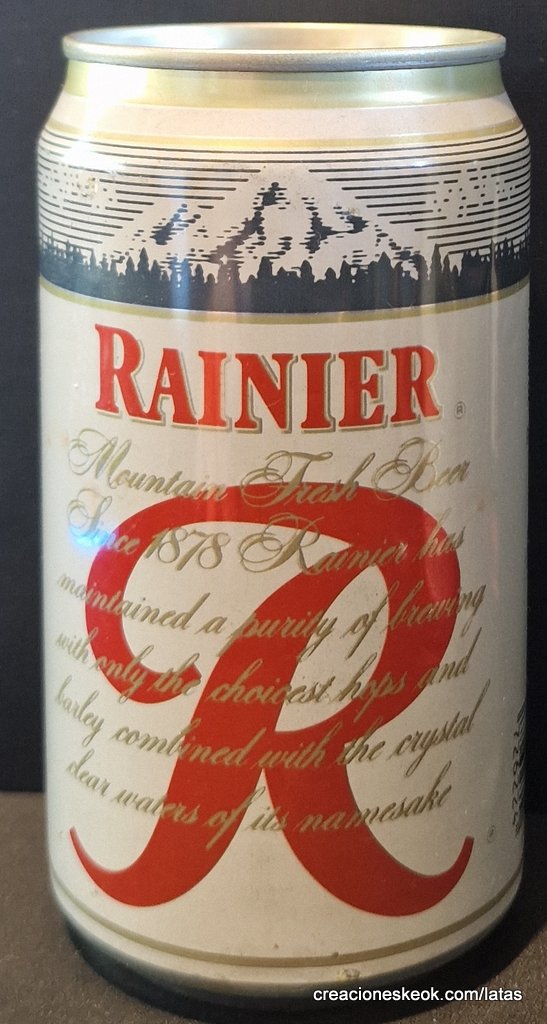 RAINIER
®
Mountain Fresh Beer
Since 1878 Rainier has
maintained a purity of brewing
with only the choicest hops and
barley combined with the crystal
clear waters of its namesake
R
®
creacioneskeok.com/latas